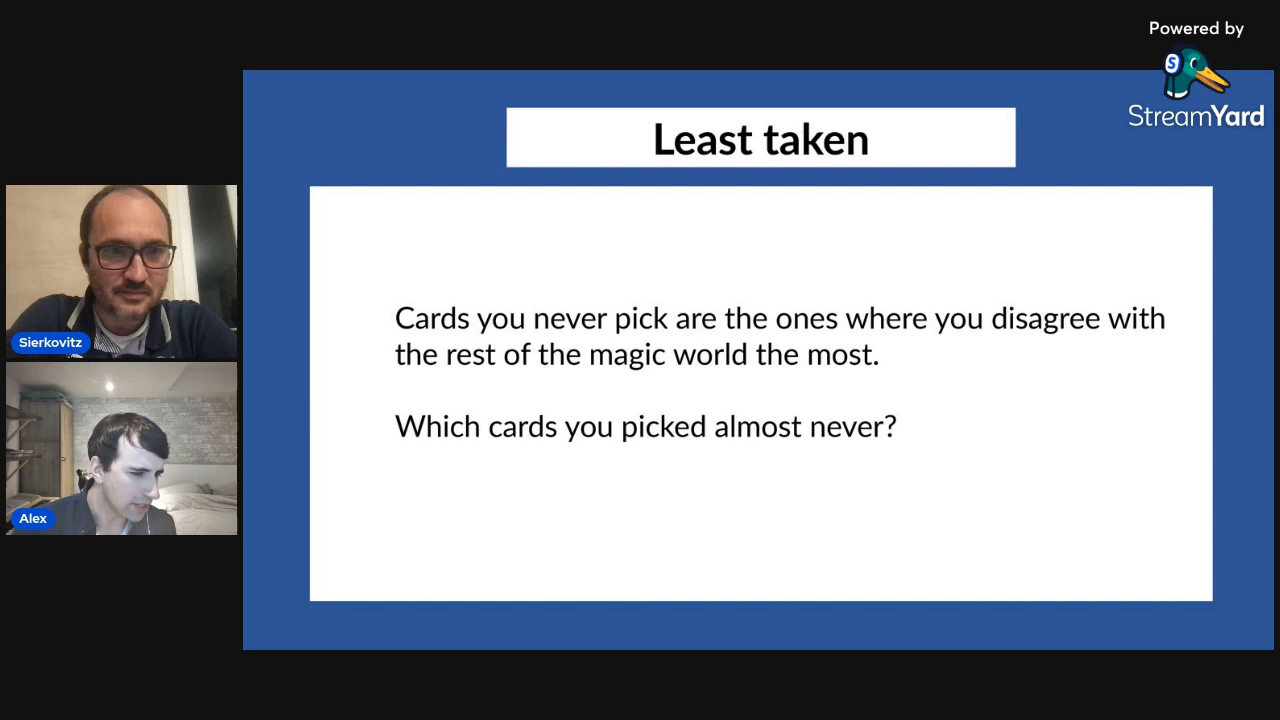 Powered by
StreamYard
Least taken
Cards you never pick are the ones where you disagree with
the rest of the magic world the most.
Which cards you picked almost never?
Sierkovitz
Alex